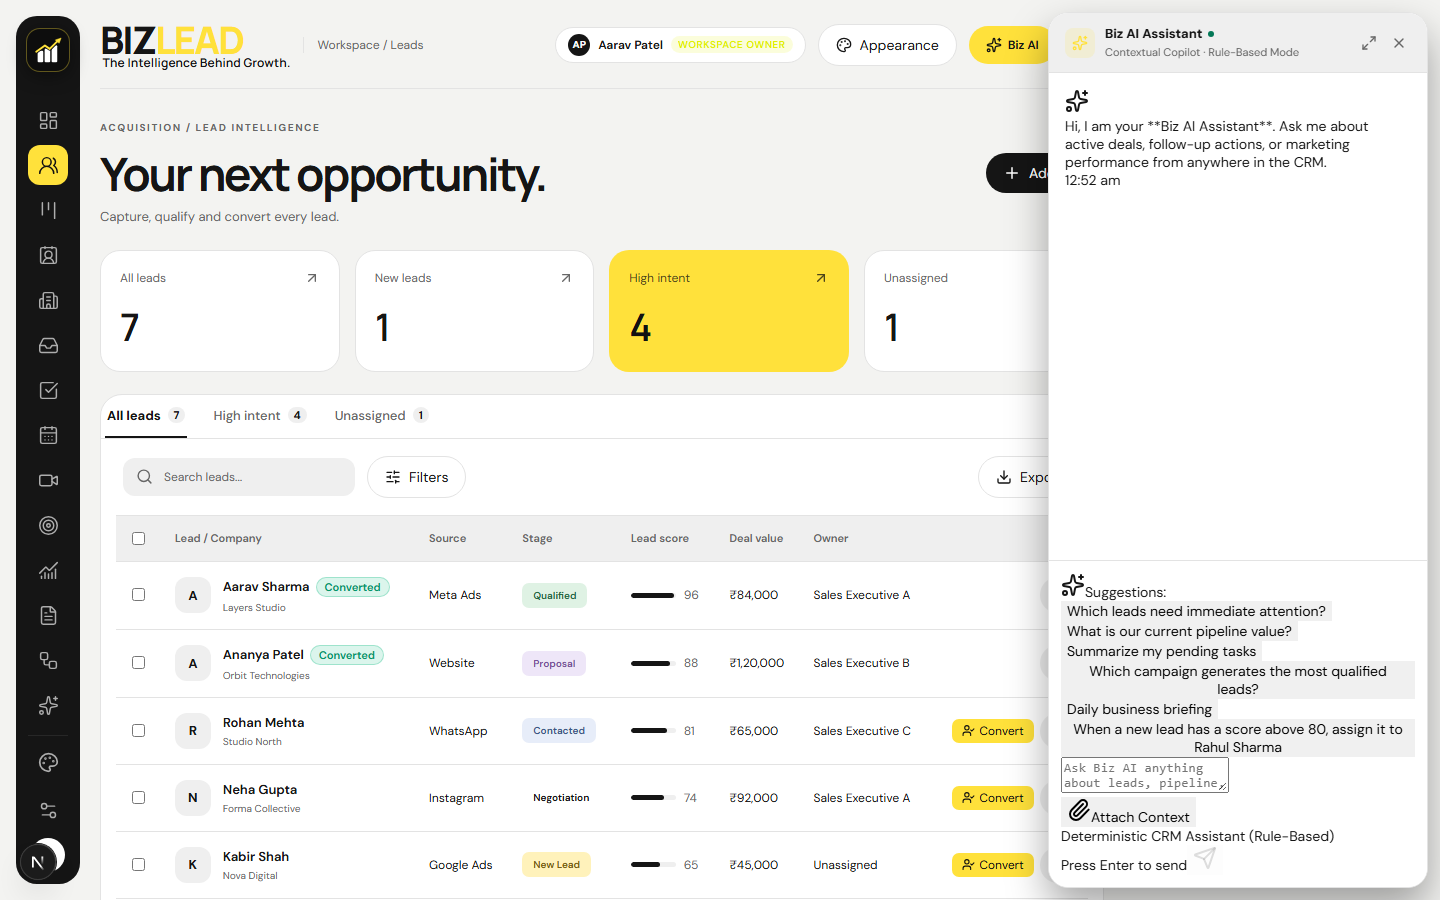 BIZLEAD
The Intelligence Behind Growth.
Workspace / Leads
AP Aarav Patel WORKSPACE OWNER
Appearance
Biz AI
ACQUISITION / LEAD INTELLIGENCE
Your next opportunity.
Capture, qualify and convert every lead.
All leads
7
New leads
1
High intent
4
Unassigned
1
All leads 7
High intent 4
Unassigned 1
Search leads...
Filters
Lead / Company Source Stage Lead score Deal value Owner
A Aarav Sharma Converted Meta Ads Qualified 96 ₹84,000 Sales Executive A
Layers Studio
A Ananya Patel Converted Website Proposal 88 ₹1,20,000 Sales Executive B
Orbit Technologies
R Rohan Mehta WhatsApp Contacted 81 ₹65,000 Sales Executive C Convert
Studio North
N Neha Gupta Instagram Negotiation 74 ₹92,000 Sales Executive A Convert
Forma Collective
K Kabir Shah Google Ads New Lead 65 ₹45,000 Unassigned Convert
Nova Digital
N
Biz AI Assistant
Contextual Copilot · Rule-Based Mode
Hi, I am your **Biz AI Assistant**. Ask me about
active deals, follow-up actions, or marketing
performance from anywhere in the CRM.
12:52 am
Suggestions:
Which leads need immediate attention?
What is our current pipeline value?
Summarize my pending tasks
Which campaign generates the most qualified
leads?
Daily business briefing
When a new lead has a score above 80, assign it to
Rahul Sharma
Ask Biz AI anything
about leads, pipeline,
Attach Context
Deterministic CRM Assistant (Rule-Based)
Press Enter to send